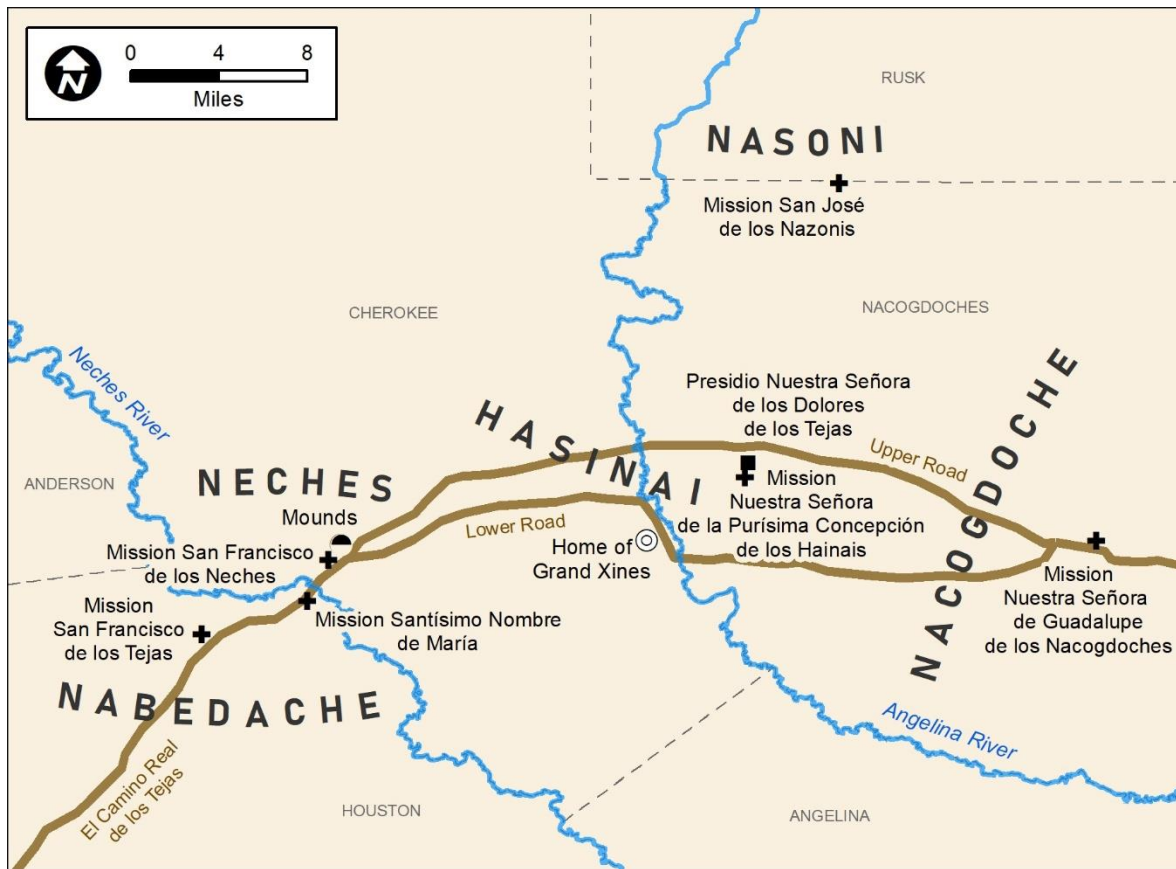 N
0 4 8
Miles
RUSK
NASONI
Mission San José
de los Nazonis
CHEROKEE
NACOGDOCHES
Neches River
Presidio Nuestra Señora
de los Dolores
de los Tejas
HASINAI
NACOGDOCHE
Upper Road
ANDERSON
NECHES
Mounds
Lower Road
Mission
Nuestra Señora
de la Purísima Concepción
de los Hainais
Mission San Francisco
de los Neches
Home of
Grand Xines
Mission
Nuestra Señora
de Guadalupe
de los Nacogdoches
Mission
San Francisco
de los Tejas
Mission Santísimo Nombre
de María
NABEDACHE
Angelina River
El Camino Real
de los Tejas
HOUSTON
ANGELINA